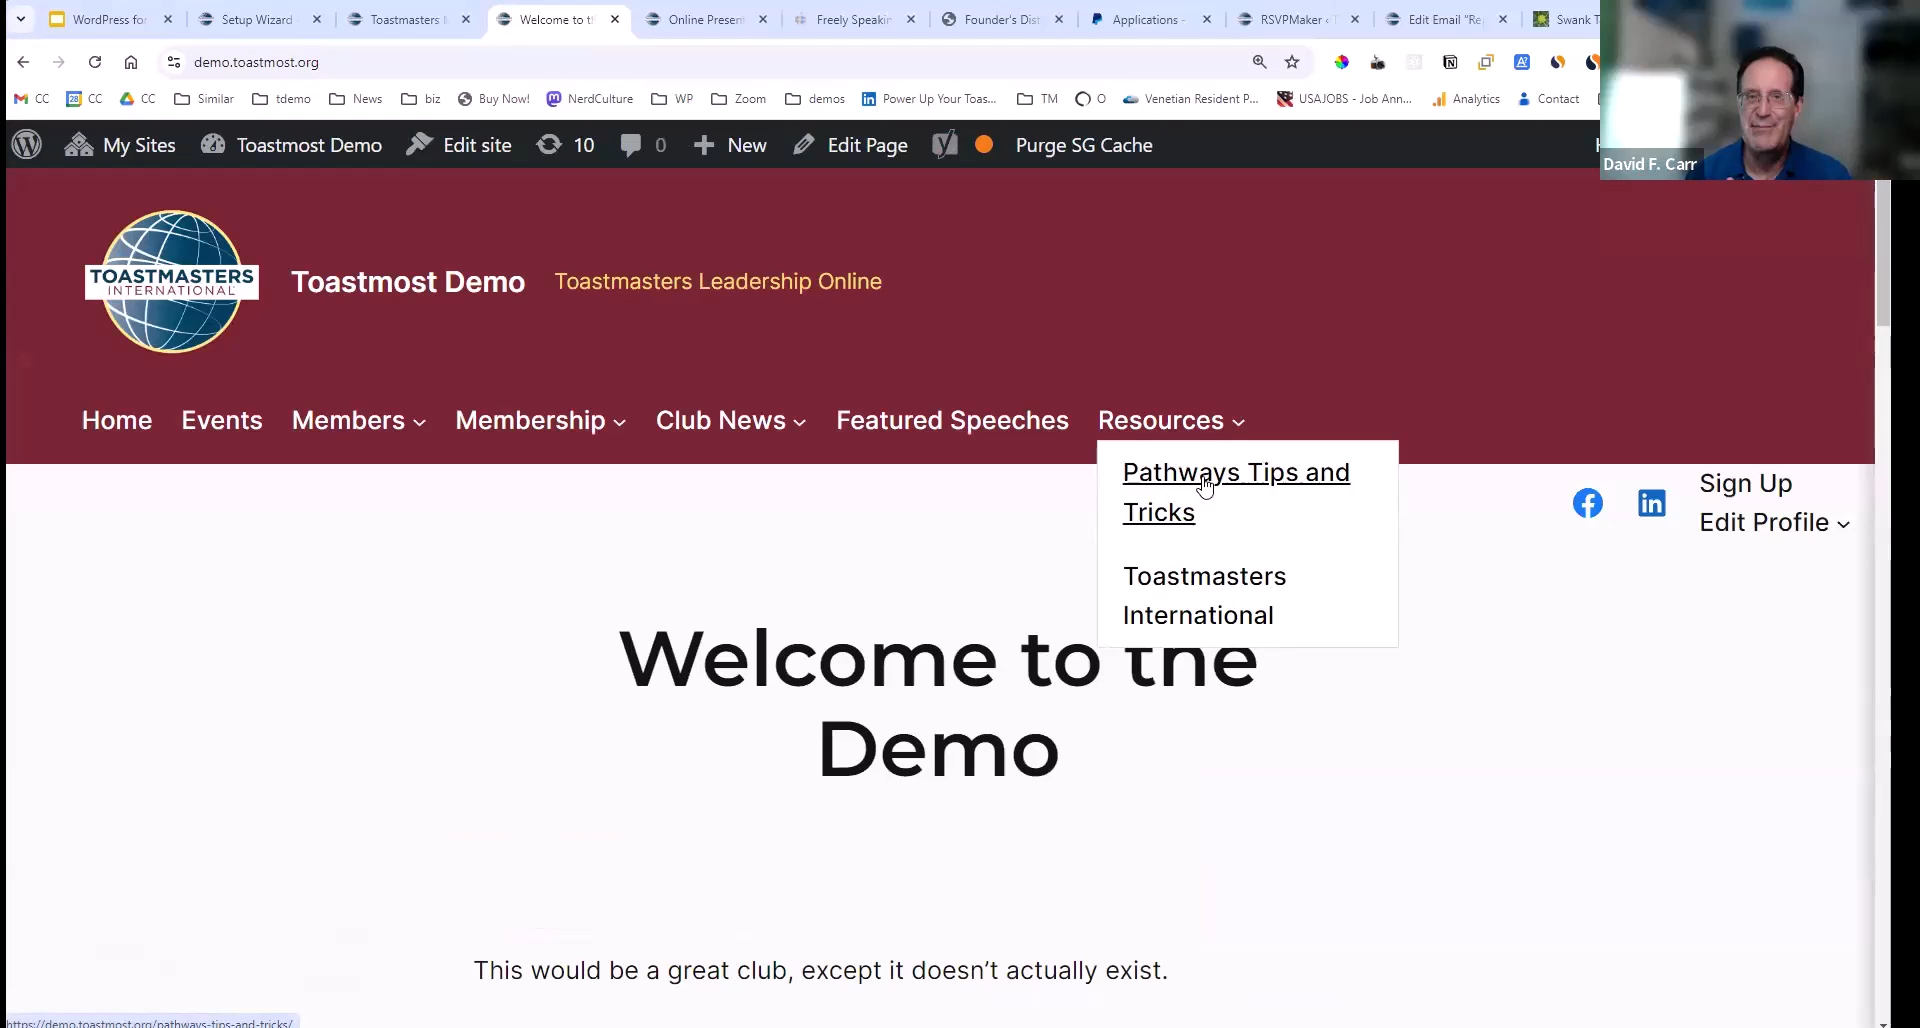 WordPress for
Setup Wizard
Toastmasters
Welcome to th
Online Presen
Freely Speakin
Founder's Dist
Applications -
RSVPMaker ‹ T
Edit Email "Re
Swank T
demo.toastmost.org
CC
28 CC
CC
Similar
tdemo
News
biz
Buy Now!
NerdCulture
WP
Zoom
demos
Power Up Your Toas...
TM
O
Venetian Resident P...
USAJOBS - Job Ann...
Analytics
Contact
My Sites
Toastmost Demo
Edit site
10
0
New
Edit Page
Purge SG Cache
H
David F. Carr
TOASTMASTERS
INTERNATIONAL
Toastmost Demo
Toastmasters Leadership Online
Home
Events
Members
Membership
Club News
Featured Speeches
Resources
Pathways Tips and
Tricks
Toastmasters
International
Sign Up
Edit Profile
Welcome to the
Demo
This would be a great club, except it doesn't actually exist.
https://demo.toastmost.org/pathways-tips-and-tricks/